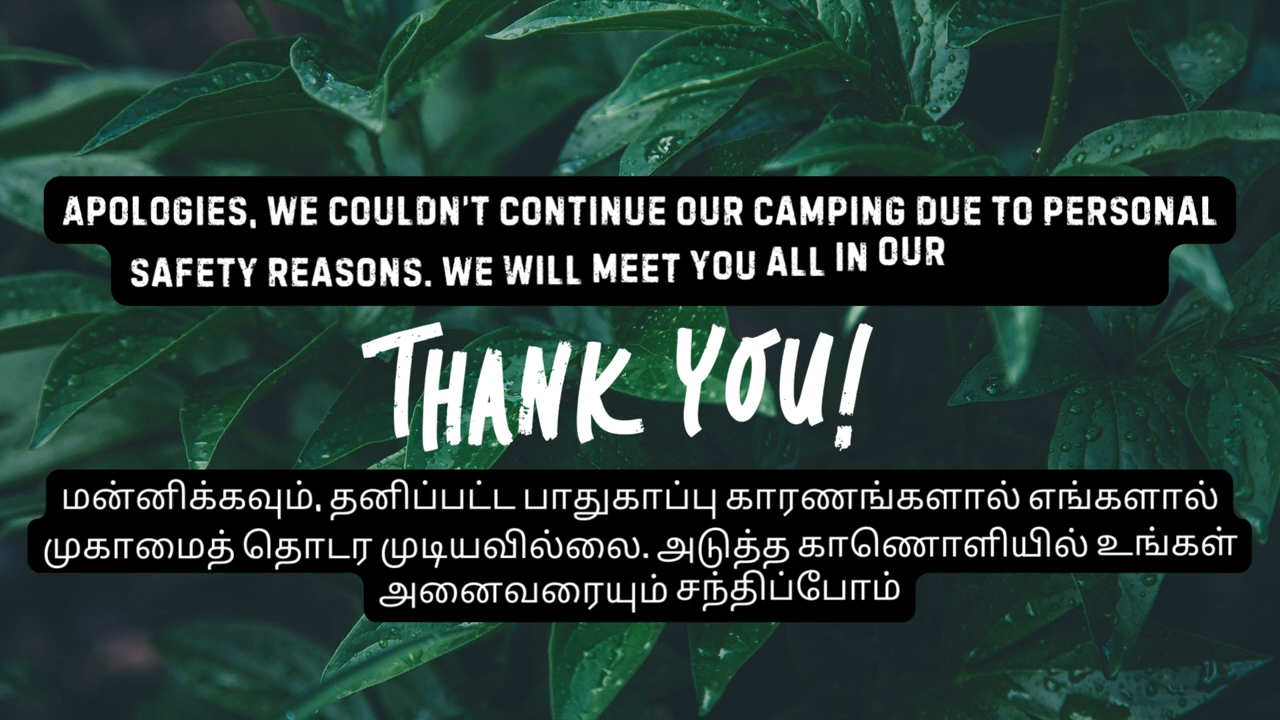 APOLOGIES, WE COULDN'T CONTINUE OUR CAMPING DUE TO PERSONAL
SAFETY REASONS. WE WILL MEET YOU ALL IN OUR
THANK YOU!
மன்னிக்கவும், தனிப்பட்ட பாதுகாப்பு காரணங்களால் எங்களால்
முகாமைத் தொடர முடியவில்லை. அடுத்த காணொளியில் உங்கள்
அனைவரையும் சந்திப்போம்